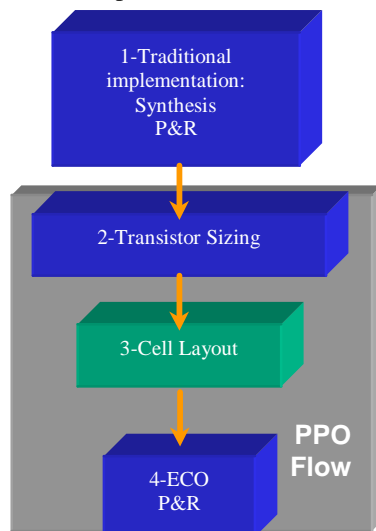 1-Traditional
implementation:
Synthesis
P&R
2-Transistor Sizing
3-Cell Layout
PPO
Flow
4-ECO
P&R